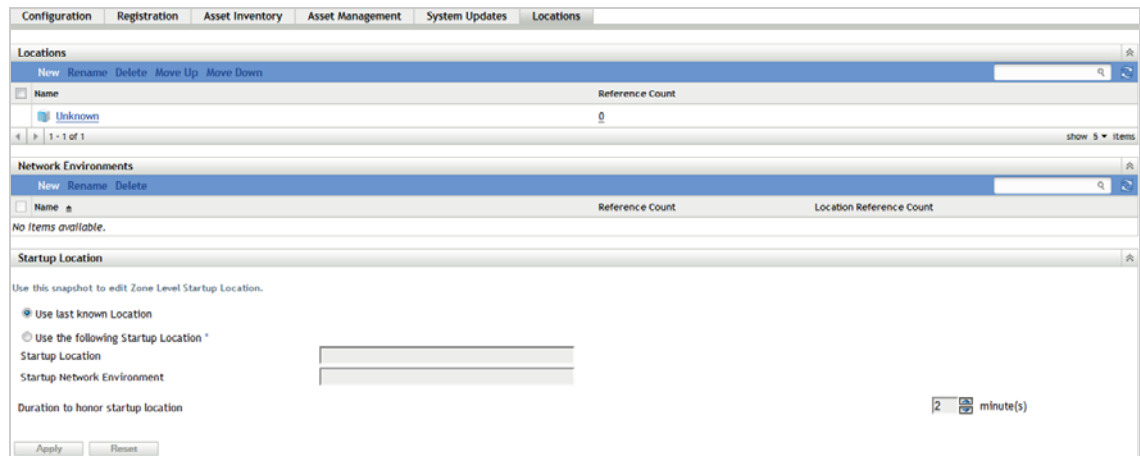 Configuration Registration Asset Inventory Asset Management System Updates Locations
Locations
New Rename Delete Move Up Move Down
Name Reference Count
Unknown 0
1 - 1 of 1 show 5 items
Network Environments
New Rename Delete
Name Reference Count Location Reference Count
No items available.
Startup Location
Use this snapshot to edit Zone Level Startup Location.
Use last known Location
Use the following Startup Location *
Startup Location
Startup Network Environment
Duration to honor startup location 2 minute(s)
Apply Reset